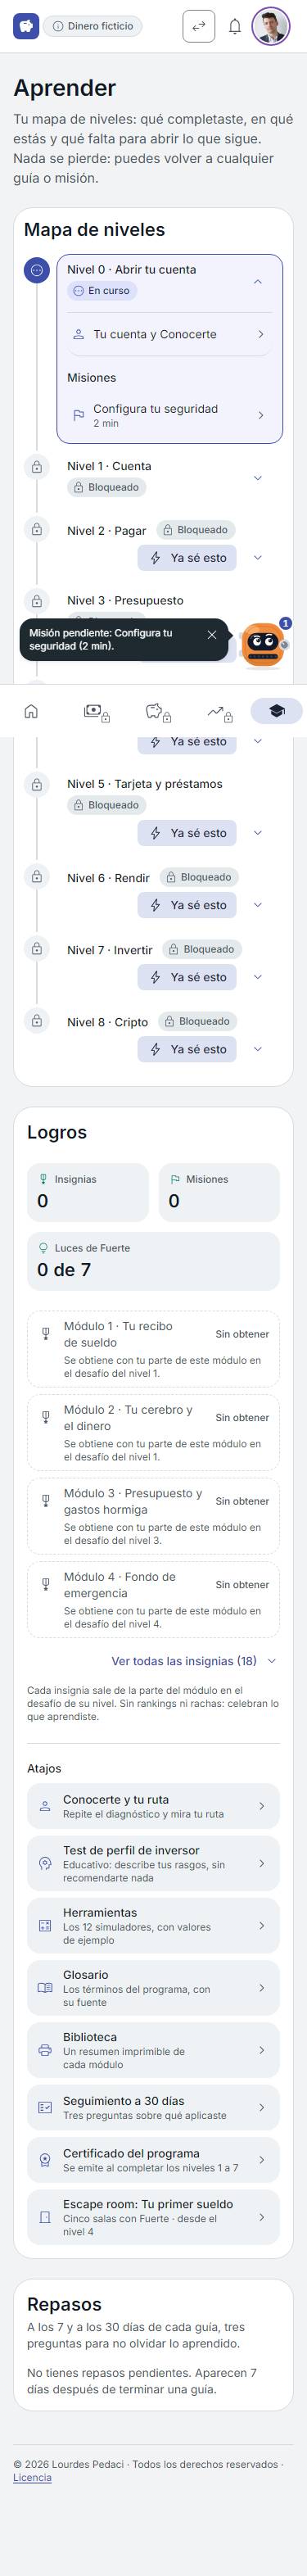 Dinero ficticio
Aprender
Tu mapa de niveles: qué completaste, en qué
estás y qué falta para abrir lo que sigue.
Nada se pierde: puedes volver a cualquier
guía o misión.
Mapa de niveles
Nivel 0 · Abrir tu cuenta
En curso
Tu cuenta y Conocerte
Misiones
Configura tu seguridad
2 min
Nivel 1 · Cuenta
Bloqueado
Nivel 2 · Pagar
Bloqueado
Ya sé esto
Nivel 3 · Presupuesto
Misión pendiente: Configura tu
seguridad (2 min).
1
Ya sé esto
Nivel 5 · Tarjeta y préstamos
Bloqueado
Ya sé esto
Nivel 6 · Rendir
Bloqueado
Ya sé esto
Nivel 7 · Invertir
Bloqueado
Ya sé esto
Nivel 8 · Cripto
Bloqueado
Ya sé esto
Logros
Insignias
0
Misiones
0
Luces de Fuerte
0 de 7
Módulo 1 · Tu recibo
de sueldo
Sin obtener
Se obtiene con tu parte de este módulo en
el desafío del nivel 1.
Módulo 2 · Tu cerebro y
el dinero
Sin obtener
Se obtiene con tu parte de este módulo en
el desafío del nivel 1.
Módulo 3 · Presupuesto y
gastos hormiga
Sin obtener
Se obtiene con tu parte de este módulo en
el desafío del nivel 3.
Módulo 4 · Fondo de
emergencia
Sin obtener
Se obtiene con tu parte de este módulo en
el desafío del nivel 4.
Ver todas las insignias (18)
Cada insignia sale de la parte del módulo en el
desafío de su nivel. Sin rankings ni rachas: celebran lo
que aprendiste.
Atajos
Conocerte y tu ruta
Repite el diagnóstico y mira tu ruta
Test de perfil de inversor
Educativo: describe tus rasgos, sin
recomendarte nada
Herramientas
Los 12 simuladores, con valores
de ejemplo
Glosario
Los términos del programa, con
su fuente
Biblioteca
Un resumen imprimible de
cada módulo
Seguimiento a 30 días
Tres preguntas sobre qué aplicaste
Certificado del programa
Se emite al completar los niveles 1 a 7
Escape room: Tu primer sueldo
Cinco salas con Fuerte · desde el
nivel 4
Repasos
A los 7 y a los 30 días de cada guía, tres
preguntas para no olvidar lo aprendido.
No tienes repasos pendientes. Aparecen 7
días después de terminar una guía.
© 2026 Lourdes Pedaci · Todos los derechos reservados ·
Licencia